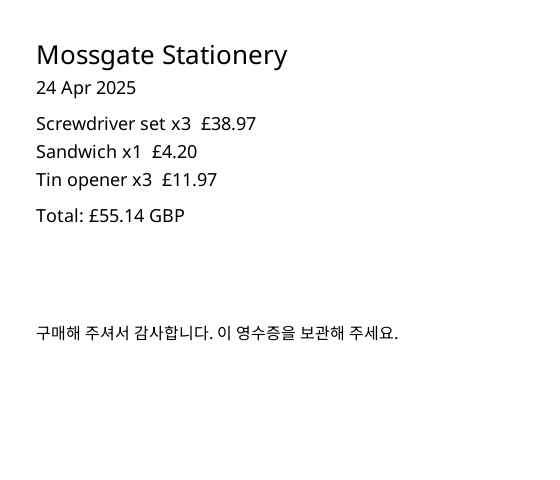 Mossgate Stationery
24 Apr 2025
Screwdriver set x3  £38.97
Sandwich x1  £4.20
Tin opener x3  £11.97
Total: £55.14 GBP
구매해 주셔서 감사합니다. 이 영수증을 보관해 주세요.